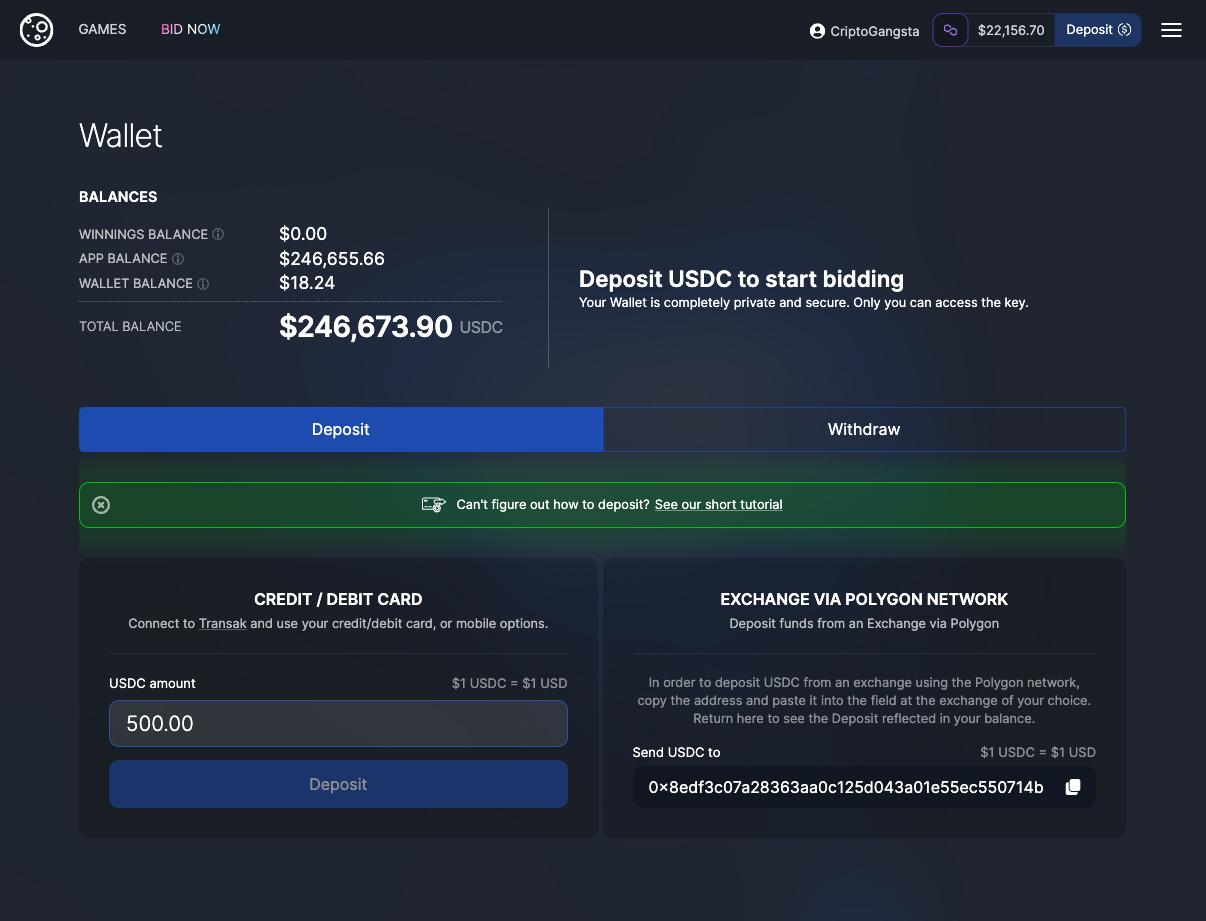 GAMES
BID NOW
CriptoGangsta
$22,156.70
Deposit
Wallet
BALANCES
WINNINGS BALANCE
$0.00
APP BALANCE
$246,655.66
WALLET BALANCE
$18.24
TOTAL BALANCE
$246,673.90 USDC
Deposit USDC to start bidding
Your Wallet is completely private and secure. Only you can access the key.
Deposit
Withdraw
Can't figure out how to deposit? See our short tutorial
CREDIT / DEBIT CARD
Connect to Transak and use your credit/debit card, or mobile options.
USDC amount
$1 USDC = $1 USD
500.00
Deposit
EXCHANGE VIA POLYGON NETWORK
Deposit funds from an Exchange via Polygon
In order to deposit USDC from an exchange using the Polygon network,
copy the address and paste it into the field at the exchange of your choice.
Return here to see the Deposit reflected in your balance.
Send USDC to
$1 USDC = $1 USD
0x8edf3c07a28363aa0c125d043a01e55ec550714b